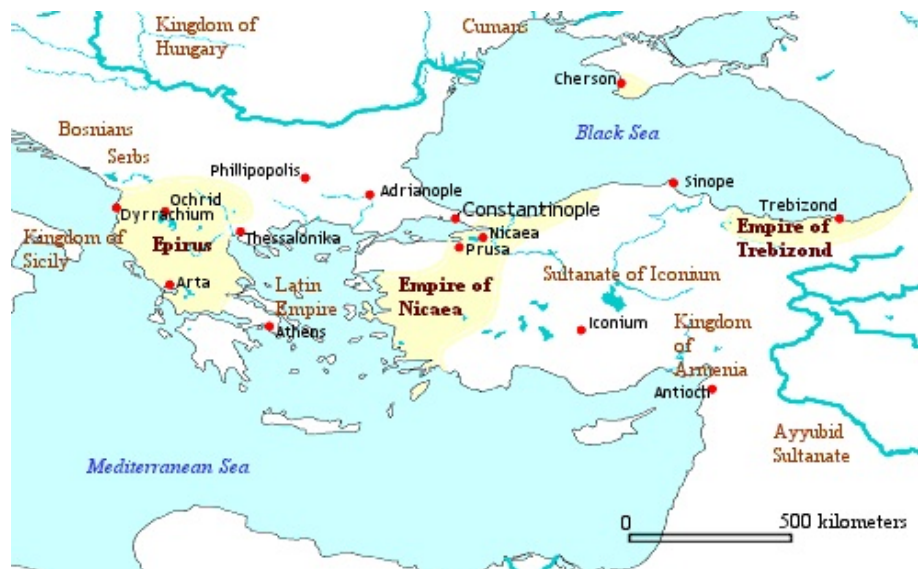 Kingdom of
Hungary
Cumans
Cherson
Black Sea
Bosnians
Serbs
Phillipopolis
Adrianople
Sinope
Ochrid
Dyrrachium
Constantinople
Trebizond
Kingdom of
Sicily
Epirus
Thessalonika
Nicaea
Prusa
Empire of
Trebizond
Arta
Latin
Empire
Empire of
Nicaea
Sultanate of Iconium
Athens
Iconium
Kingdom
of
Armenia
Antioch
Ayyubid
Sultanate
Mediterranean Sea
0
500 kilometers